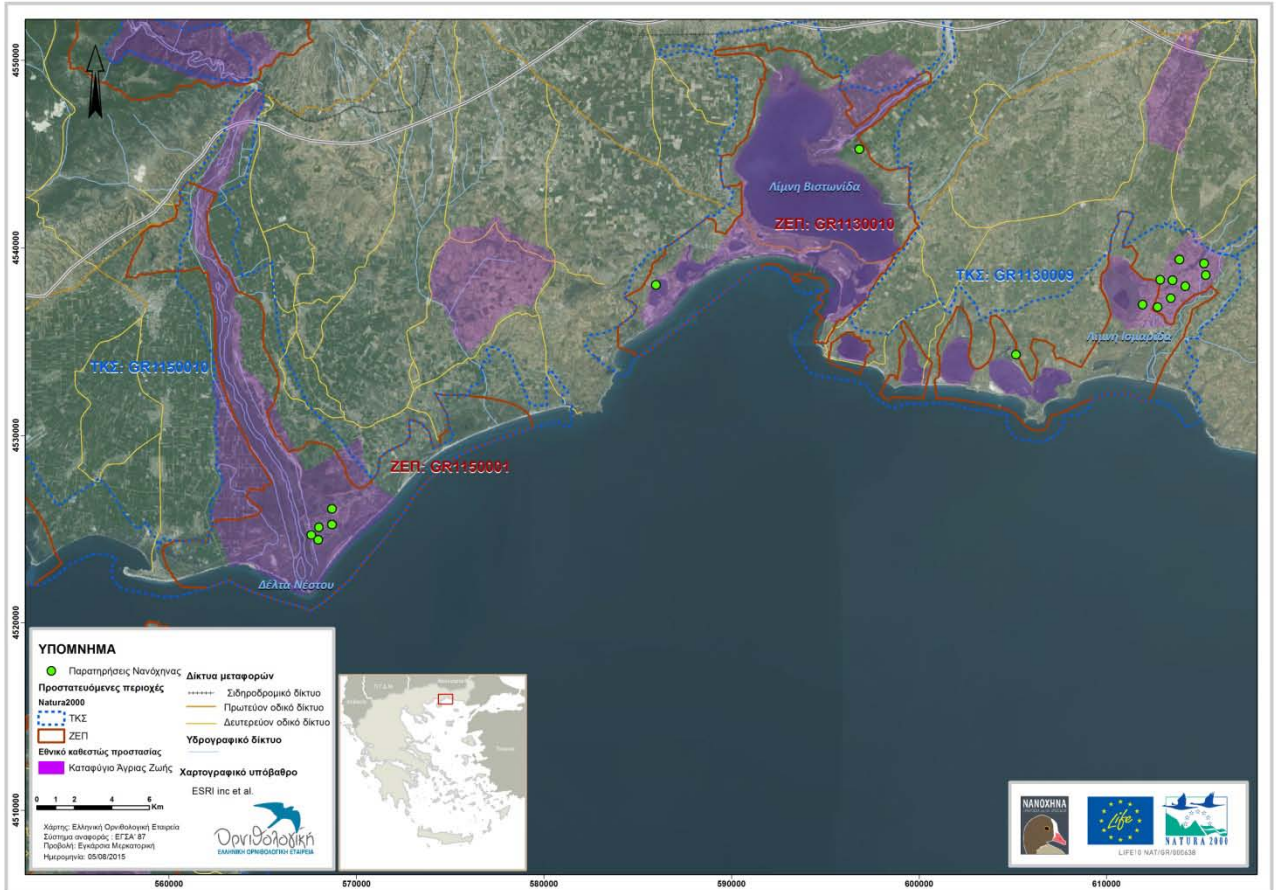 4550000
4540000
4530000
4520000
4510000
Λίμνη Βιστωνίδα
ΖΕΠ: GR1130010
ΤΚΣ: GR1130009
Λίμνη Ισμαρίδα
ΤΚΣ: GR1150010
ΖΕΠ: GR1150001
Δέλτα Νέστου
ΥΠΟΜΝΗΜΑ
Παρατηρήσεις Νανόχηνας
Προστατευόμενες περιοχές
Natura2000
ΤΚΣ
ΖΕΠ
Εθνικό καθεστώς προστασίας
Καταφύγιο Άγριας Ζωής
Δίκτυα μεταφορών
Σιδηροδρομικό δίκτυο
Πρωτεύον οδικό δίκτυο
Δευτερεύον οδικό δίκτυο
Υδρογραφικό δίκτυο
Χαρτογραφικό υπόβαθρο
ESRI inc et al.
0 1 2 4 6
Km
Χάρτης: Ελληνική Ορνιθολογική Εταιρεία
Σύστημα αναφοράς : ΕΓΣΑ' 87
Προβολή: Εγκάρσια Μερκατορική
Ημερομηνία: 05/08/2015
Ορνιθολογική
ΕΛΛΗΝΙΚΗ ΟΡΝΙΘΟΛΟΓΙΚΗ ΕΤΑΙΡΕΙΑ
ΝΑΝΟΧΗΝΑ
Life
NATURA 2000
LIFE10 NAT/GR/000638
560000 570000 580000 590000 600000 610000